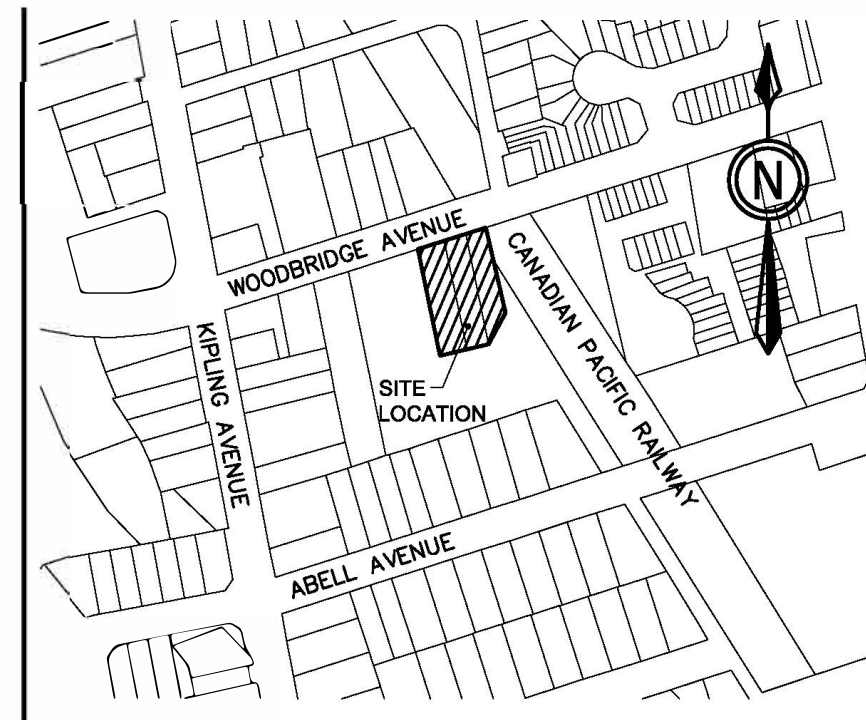 N
WOODBRIDGE AVENUE
CANADIAN PACIFIC RAILWAY
KIPLING AVENUE
SITE
LOCATION
ABELL AVENUE